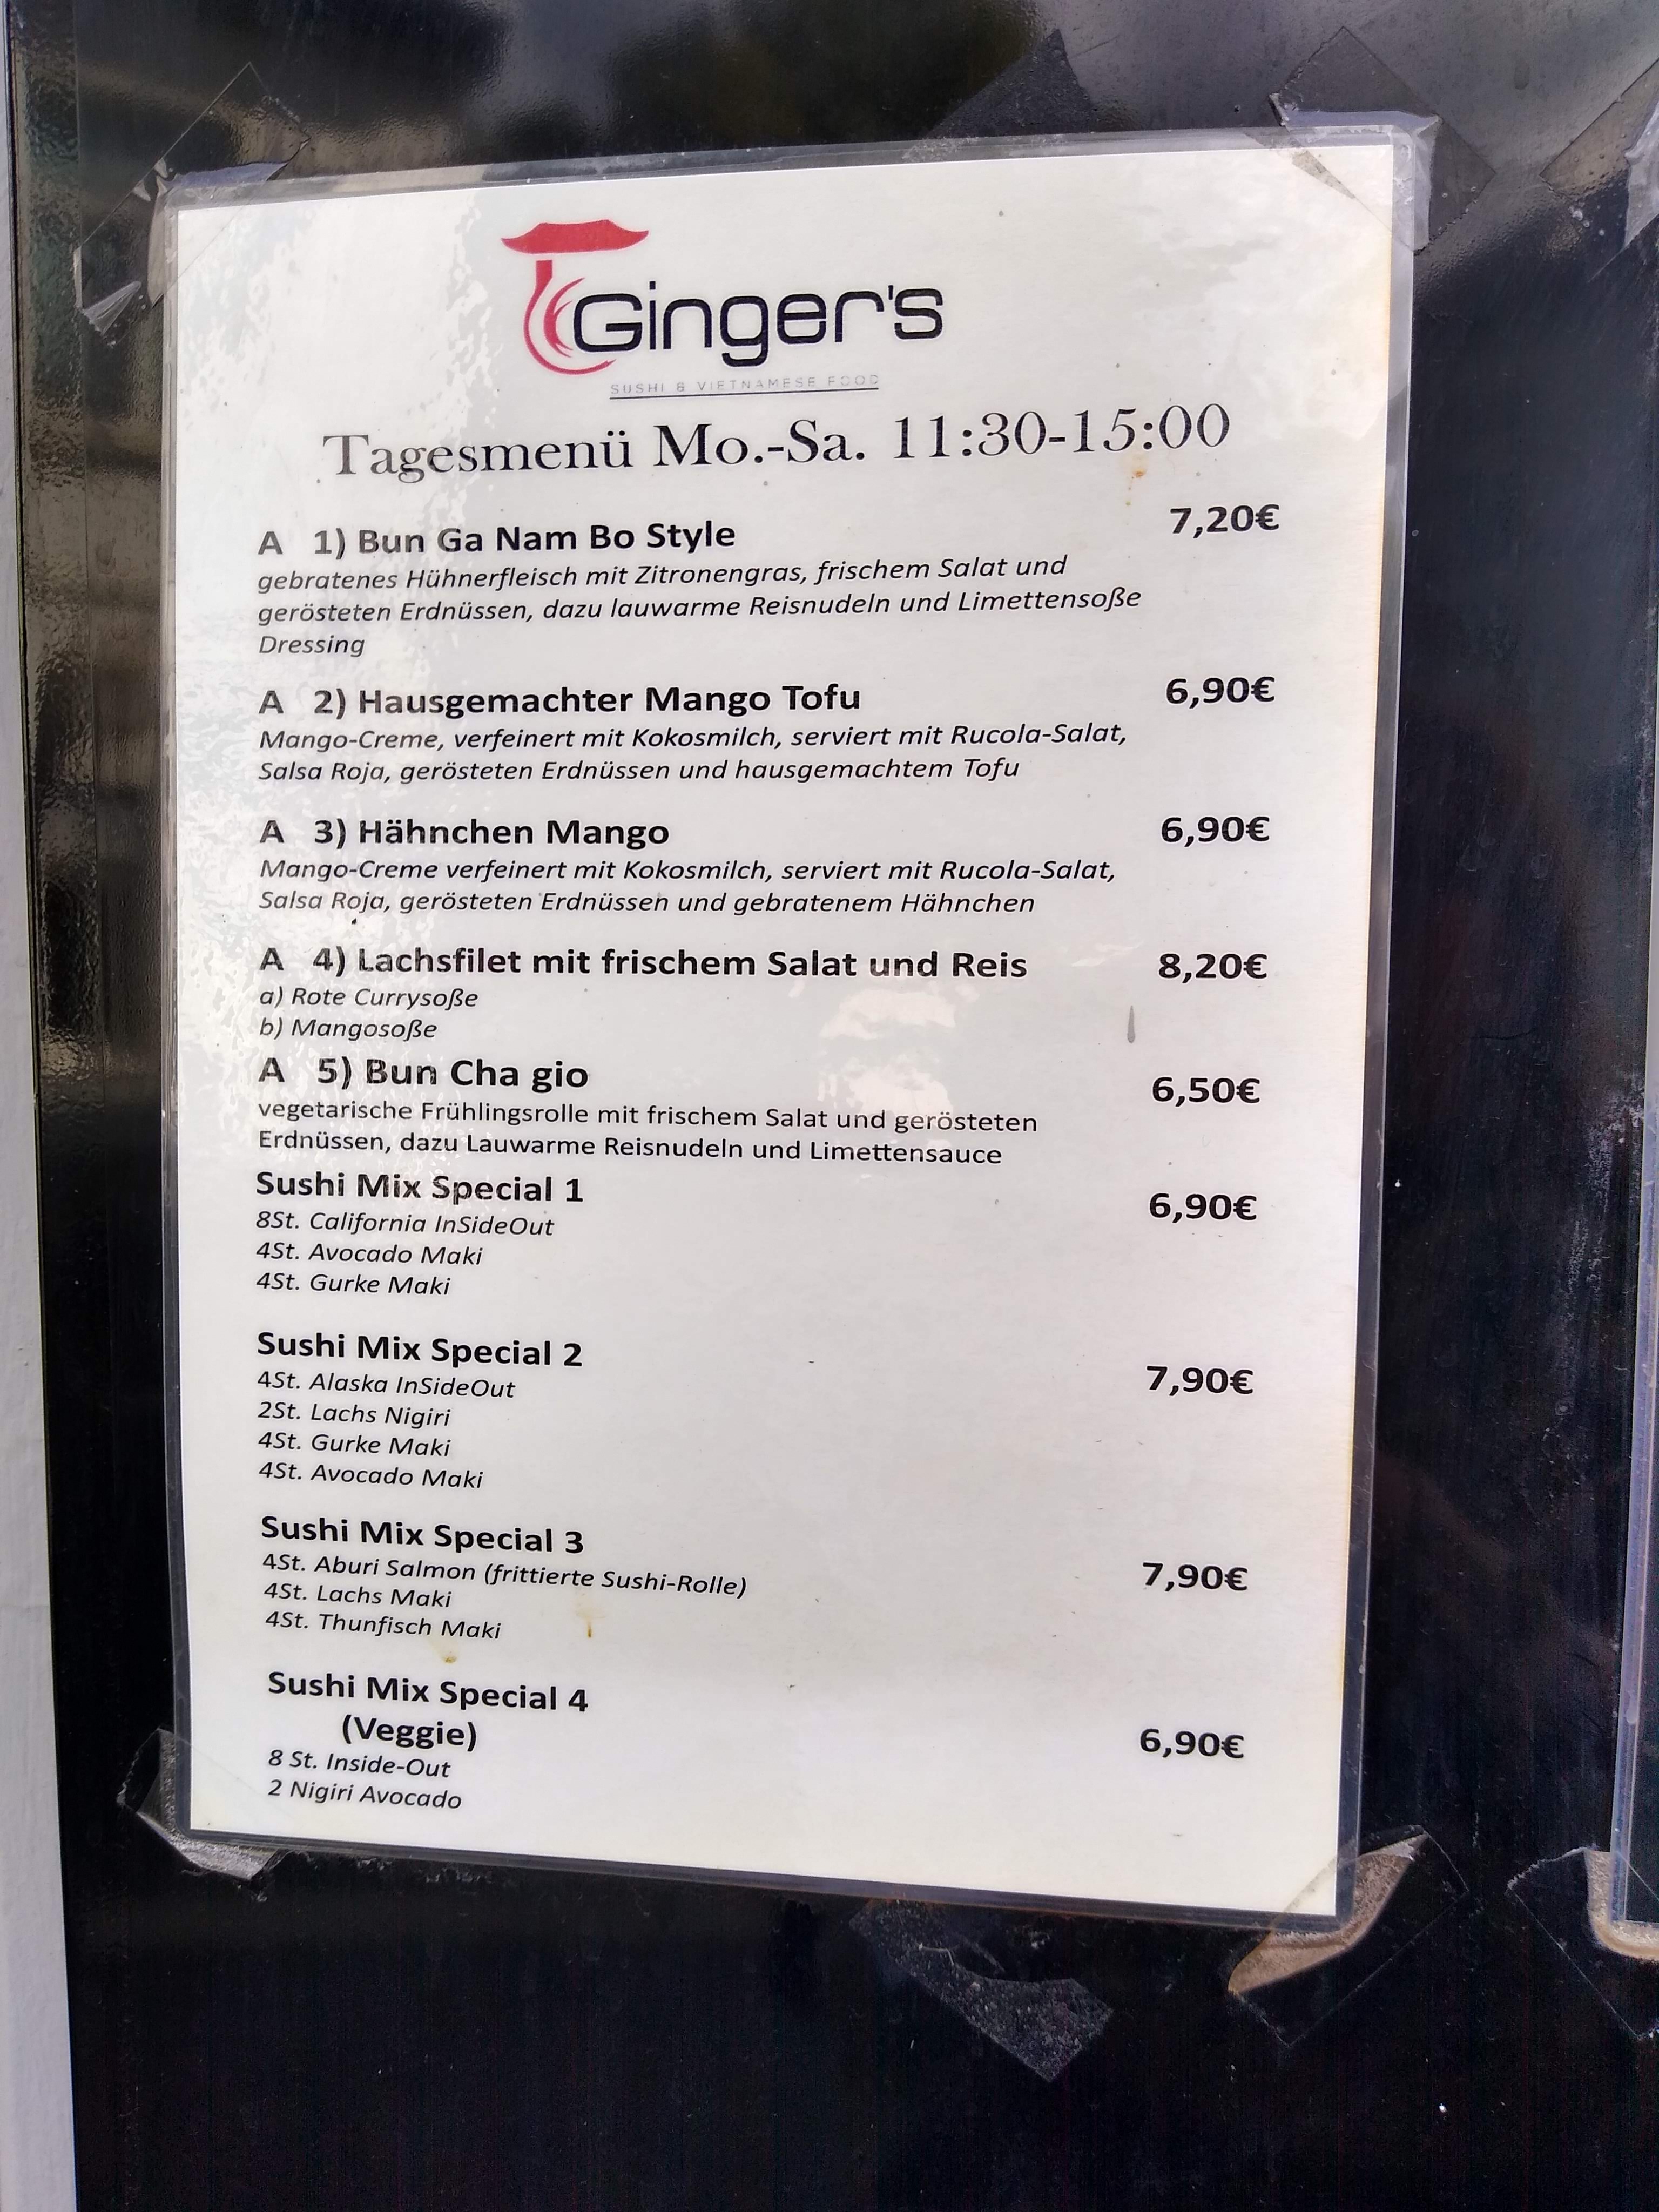 Ginger's
SUSHI & VIETNAMESE FOOD
Tagesmenü Mo.-Sa. 11:30-15:00
A 1) Bun Ga Nam Bo Style 7,20€
gebratenes Hühnerfleisch mit Zitronengras, frischem Salat und
gerösteten Erdnüssen, dazu lauwarme Reisnudeln und Limettensoße
Dressing
A 2) Hausgemachter Mango Tofu 6,90€
Mango-Creme, verfeinert mit Kokosmilch, serviert mit Rucola-Salat,
Salsa Roja, gerösteten Erdnüssen und hausgemachtem Tofu
A 3) Hähnchen Mango 6,90€
Mango-Creme verfeinert mit Kokosmilch, serviert mit Rucola-Salat,
Salsa Roja, gerösteten Erdnüssen und gebratenem Hähnchen
A 4) Lachsfilet mit frischem Salat und Reis 8,20€
a) Rote Currysoße
b) Mangosoße
A 5) Bun Cha gio 6,50€
vegetarische Frühlingsrolle mit frischem Salat und gerösteten
Erdnüssen, dazu Lauwarme Reisnudeln und Limettensauce
Sushi Mix Special 1 6,90€
8St. California InSideOut
4St. Avocado Maki
4St. Gurke Maki
Sushi Mix Special 2 7,90€
4St. Alaska InSideOut
2St. Lachs Nigiri
4St. Gurke Maki
4St. Avocado Maki
Sushi Mix Special 3 7,90€
4St. Aburi Salmon (frittierte Sushi-Rolle)
4St. Lachs Maki
4St. Thunfisch Maki
Sushi Mix Special 4
(Veggie) 6,90€
8 St. Inside-Out
2 Nigiri Avocado